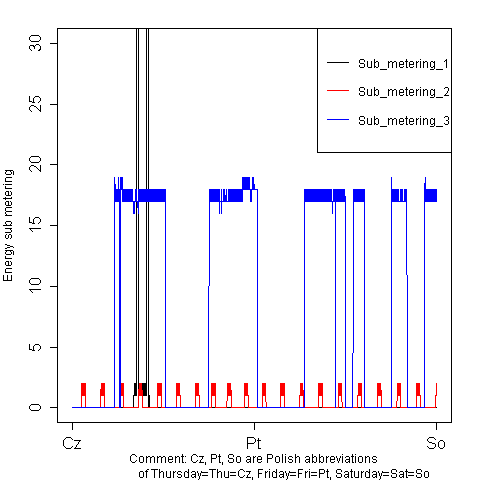 Energy sub metering
30
25
20
15
10
5
0
Sub_metering_1
Sub_metering_2
Sub_metering_3
Cz Pt So
Comment: Cz, Pt, So are Polish abbreviations
of Thursday=Thu=Cz, Friday=Fri=Pt, Saturday=Sat=So